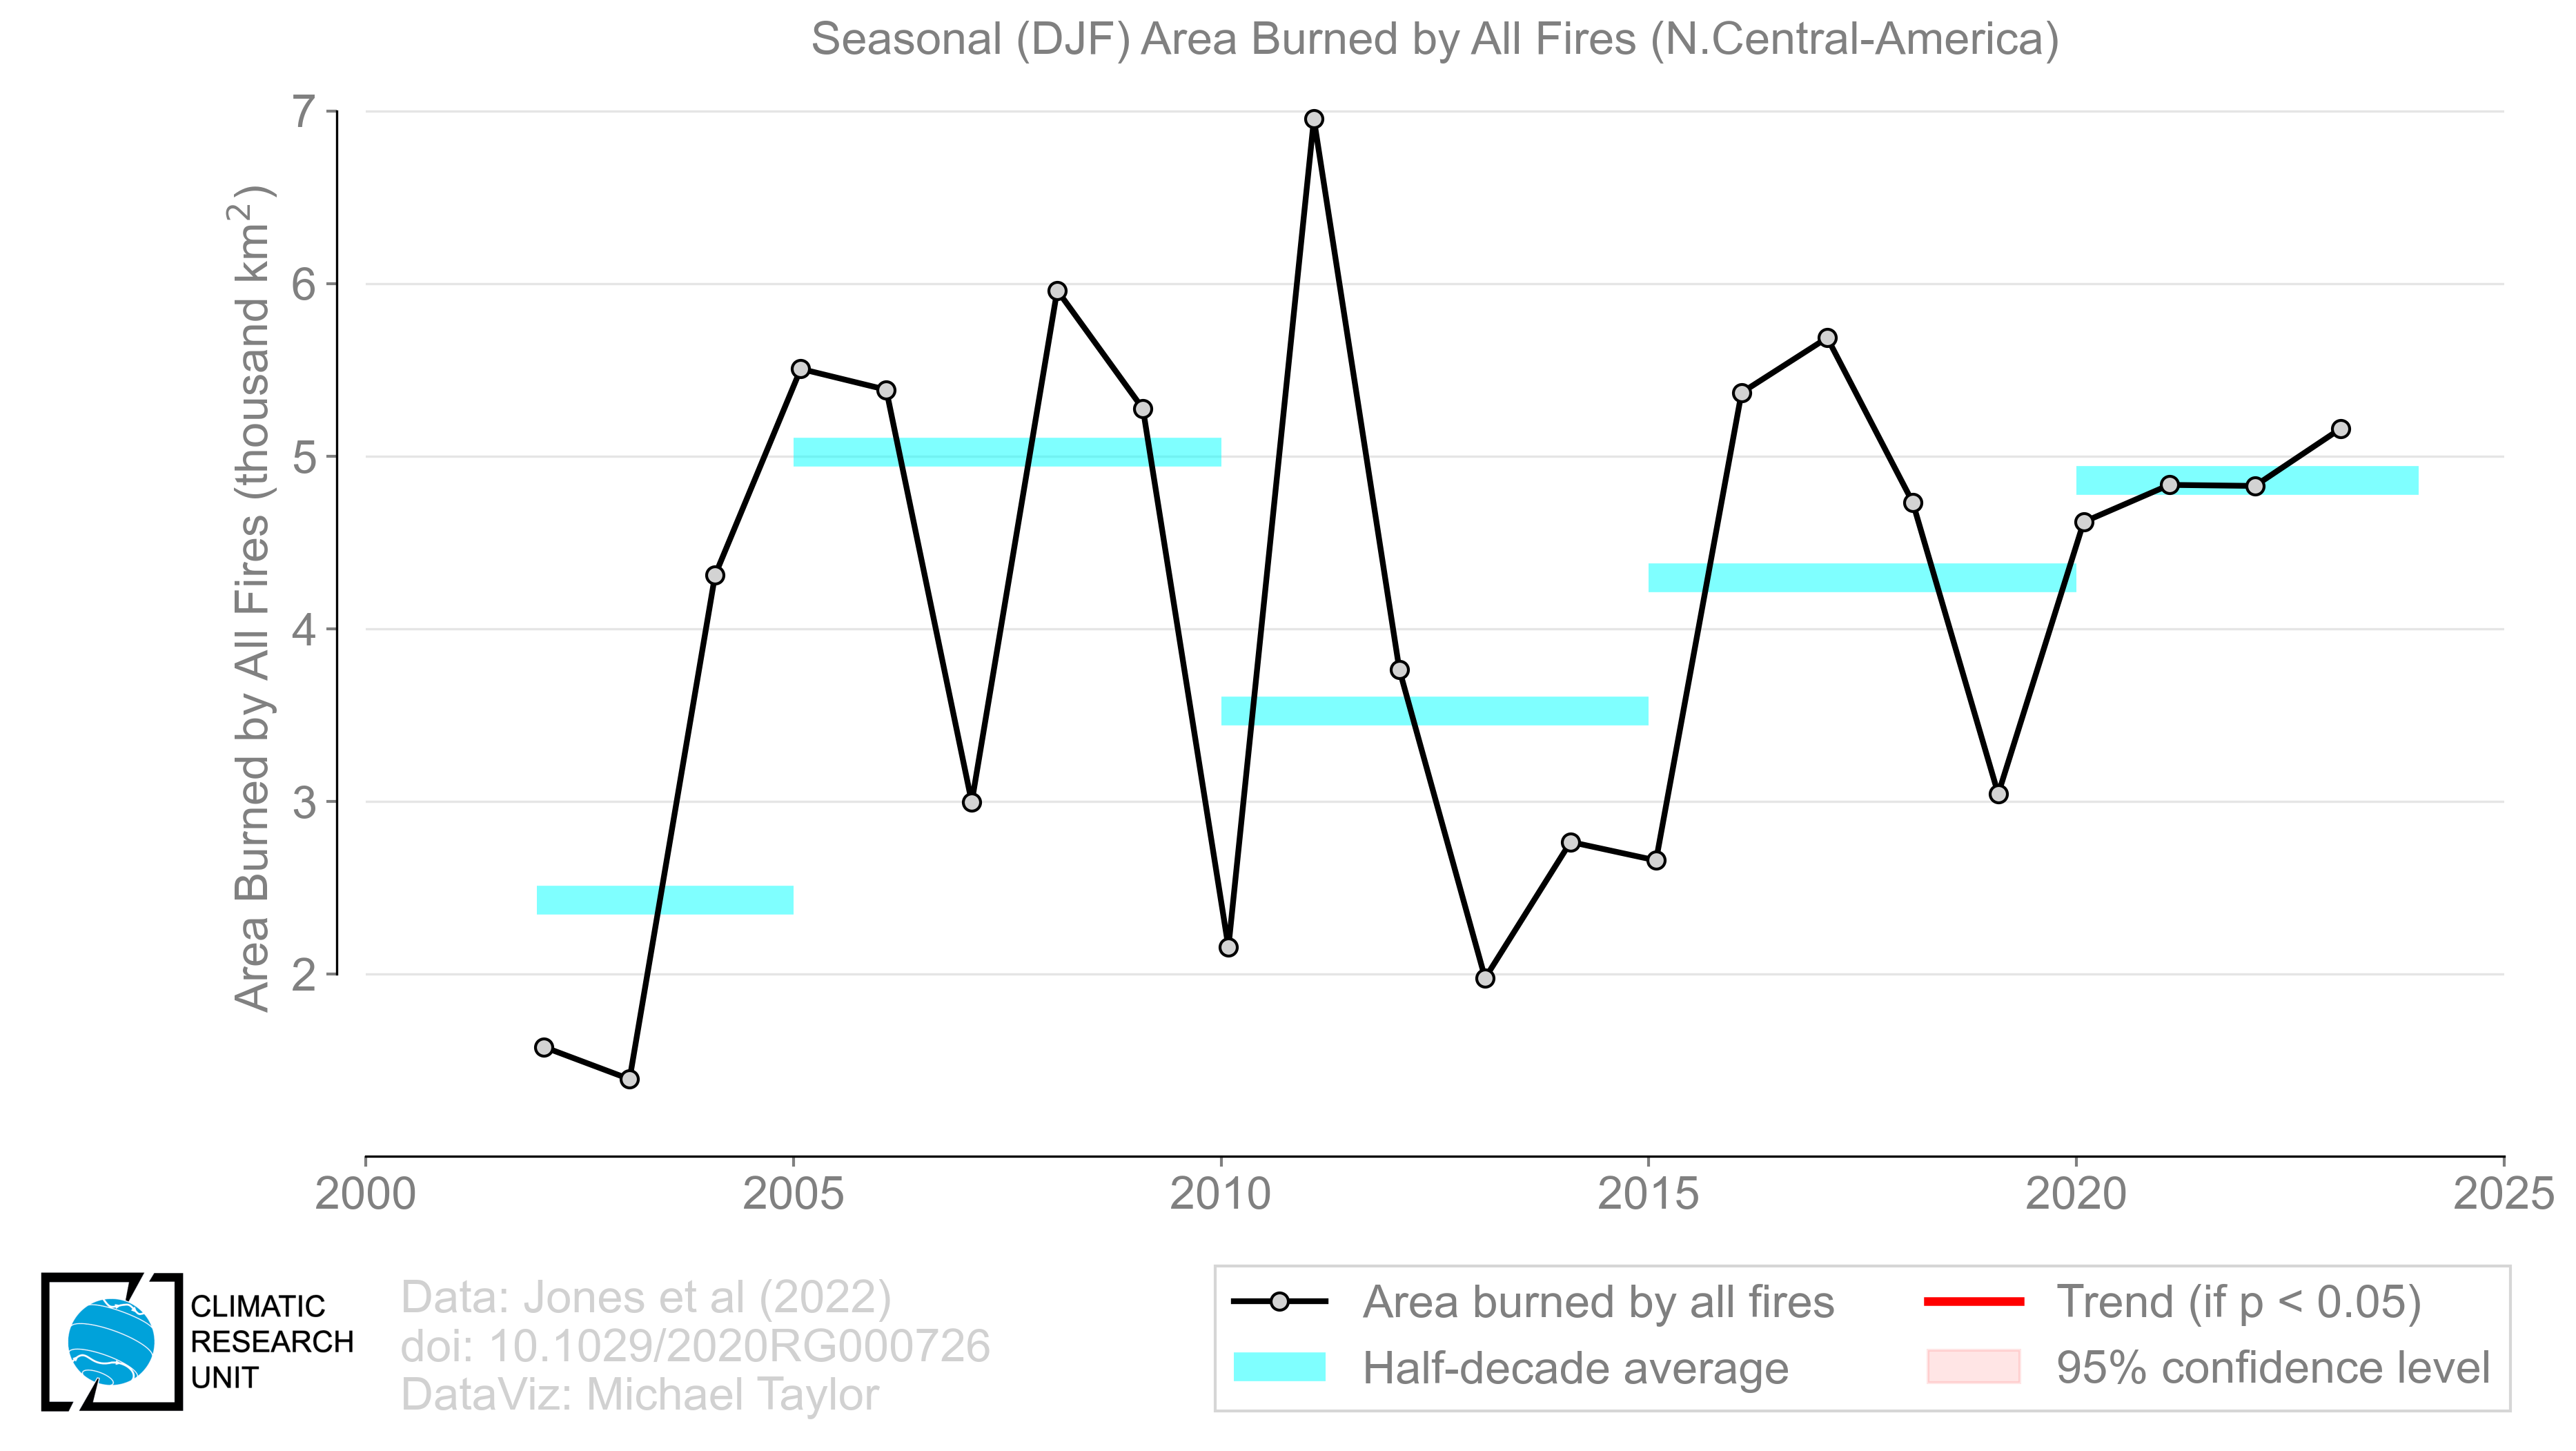 Seasonal (DJF) Area Burned by All Fires (N.Central-America)
Area Burned by All Fires (thousand km²)
7
6
5
4
3
2
2000 2005 2010 2015 2020 2025
CLIMATIC
RESEARCH
UNIT
Data: Jones et al (2022)
doi: 10.1029/2020RG000726
DataViz: Michael Taylor
Area burned by all fires
Half-decade average
Trend (if p < 0.05)
95% confidence level